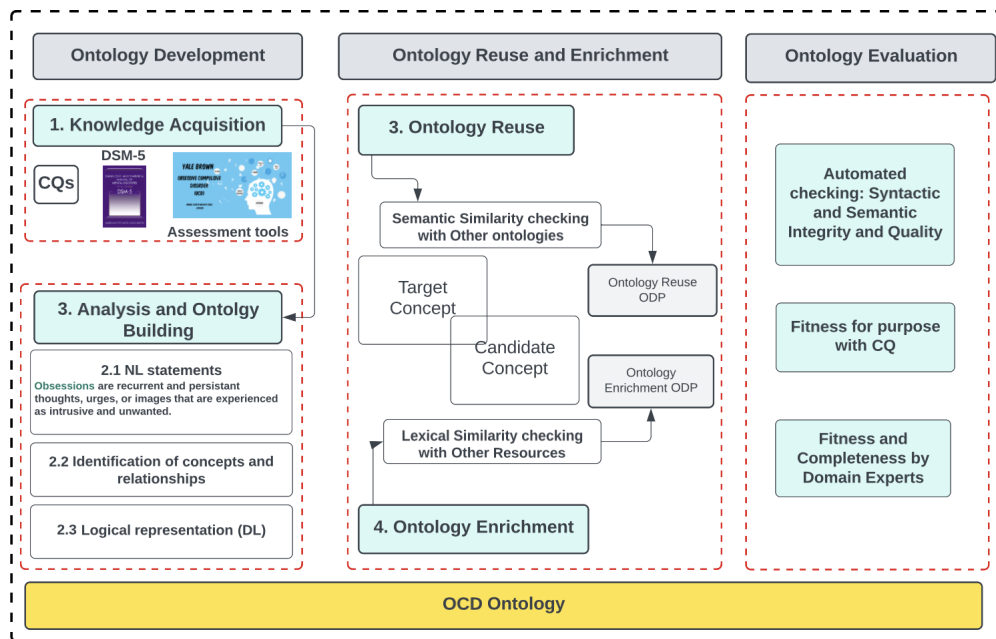 Ontology Development
Ontology Reuse and Enrichment
Ontology Evaluation
1. Knowledge Acquisition
CQs
DSM-5
DSM-5
YALE BROWN
OBSESSIVE COMPULSIVE
DISORDER
Assessment tools
3. Analysis and Ontolgy
Building
2.1 NL statements
Obsessions are recurrent and persistant
thoughts, urges, or images that are experienced
as intrusive and unwanted.
2.2 Identification of concepts and
relationships
2.3 Logical representation (DL)
3. Ontology Reuse
Semantic Similarity checking
with Other ontologies
Ontology Reuse
ODP
Target
Concept
Candidate
Concept
Ontology
Enrichment ODP
Lexical Similarity checking
with Other Resources
4. Ontology Enrichment
Automated
checking: Syntactic
and Semantic
Integrity and Quality
Fitness for purpose
with CQ
Fitness and
Completeness by
Domain Experts
OCD Ontology